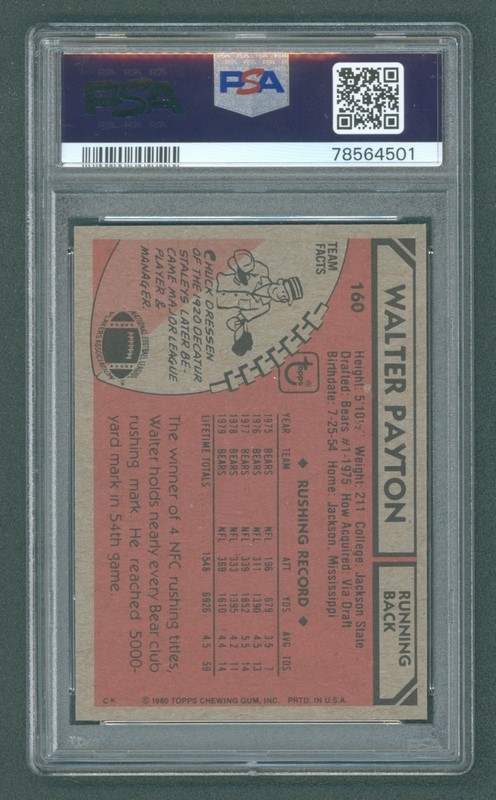 PSA
PSA
78564501
WALTER PAYTON
RUNNING
BACK
160
Height: 5'10½" Weight: 211 College: Jackson State
Drafted: Bears #1-1975 How Acquired: Via Draft
Birthdate: 7-25-54 Home: Jackson, Mississippi
TEAM
FACTS
CHUCK DRESSEN
OF THE 1920 DECATUR
STALEYS, LATER BE-
CAME MAJOR LEAGUE
PLAYER &
MANAGER.
TOPPS
◆ RUSHING RECORD ◆
YEAR TEAM ATT YDS AVG TDS
1975 BEARS NFL 196 679 3.5 7
1976 BEARS NFL 311 1390 4.5 13
1977 BEARS NFL 339 1852 5.5 14
1978 BEARS NFL 333 1395 4.2 11
1979 BEARS NFL 369 1610 4.4 14
LIFETIME TOTALS 1548 6926 4.5 59
The winner of 4 NFC rushing titles,
Walter holds nearly every Bear club
rushing mark. He reached 5000-
yard mark in 54th game.
CK
© 1980 TOPPS CHEWING GUM, INC. PRTD. IN U.S.A.